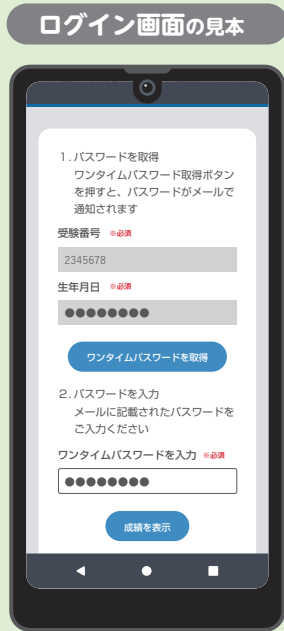 ログイン画面の見本
1.パスワードを取得
ワンタイムパスワード取得ボタン
を押すと、パスワードがメールで
通知されます
受験番号 ※必須
2345678
生年月日 ※必須
●●●●●●●●
ワンタイムパスワードを取得
2.パスワードを入力
メールに記載されたパスワードを
ご入力ください
ワンタイムパスワードを入力 ※必須
●●●●●●●●
成績を表示